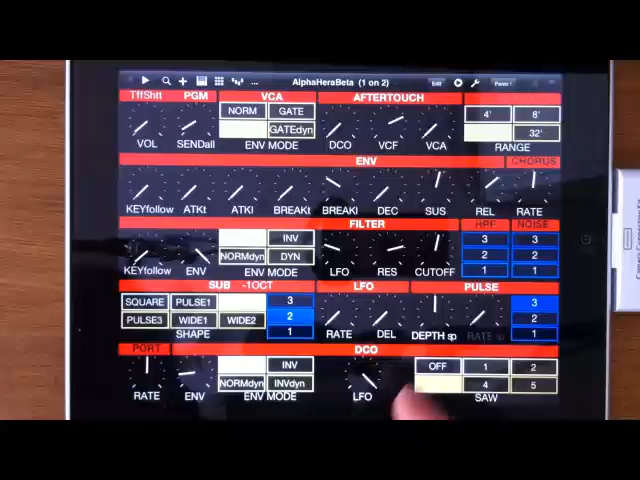 AlphaHeraBeta (1 on 2)
Edit
Panic!
TffShtt PGM VCA AFTERTOUCH
NORM GATE 4' 8'
GATEdyn 32'
VOL SENDall ENV MODE DCO VCF VCA RANGE
ENV CHORUS
KEYfollow ATKt ATKl BREAKt BREAKl DEC SUS REL RATE
FILTER HPF NOISE
INV 3 3
NORMdyn DYN 2 2
KEYfollow ENV ENV MODE LFO RES CUTOFF 1 1
SUB -1OCT LFO PULSE
SQUARE PULSE1 3 3
PULSE3 WIDE1 WIDE2 2 2
SHAPE 1 RATE DEL DEPTH sp RATE sp 1
PORT DCO
INV OFF 1 2
NORMdyn INVdyn 4 5
RATE ENV ENV MODE LFO SAW